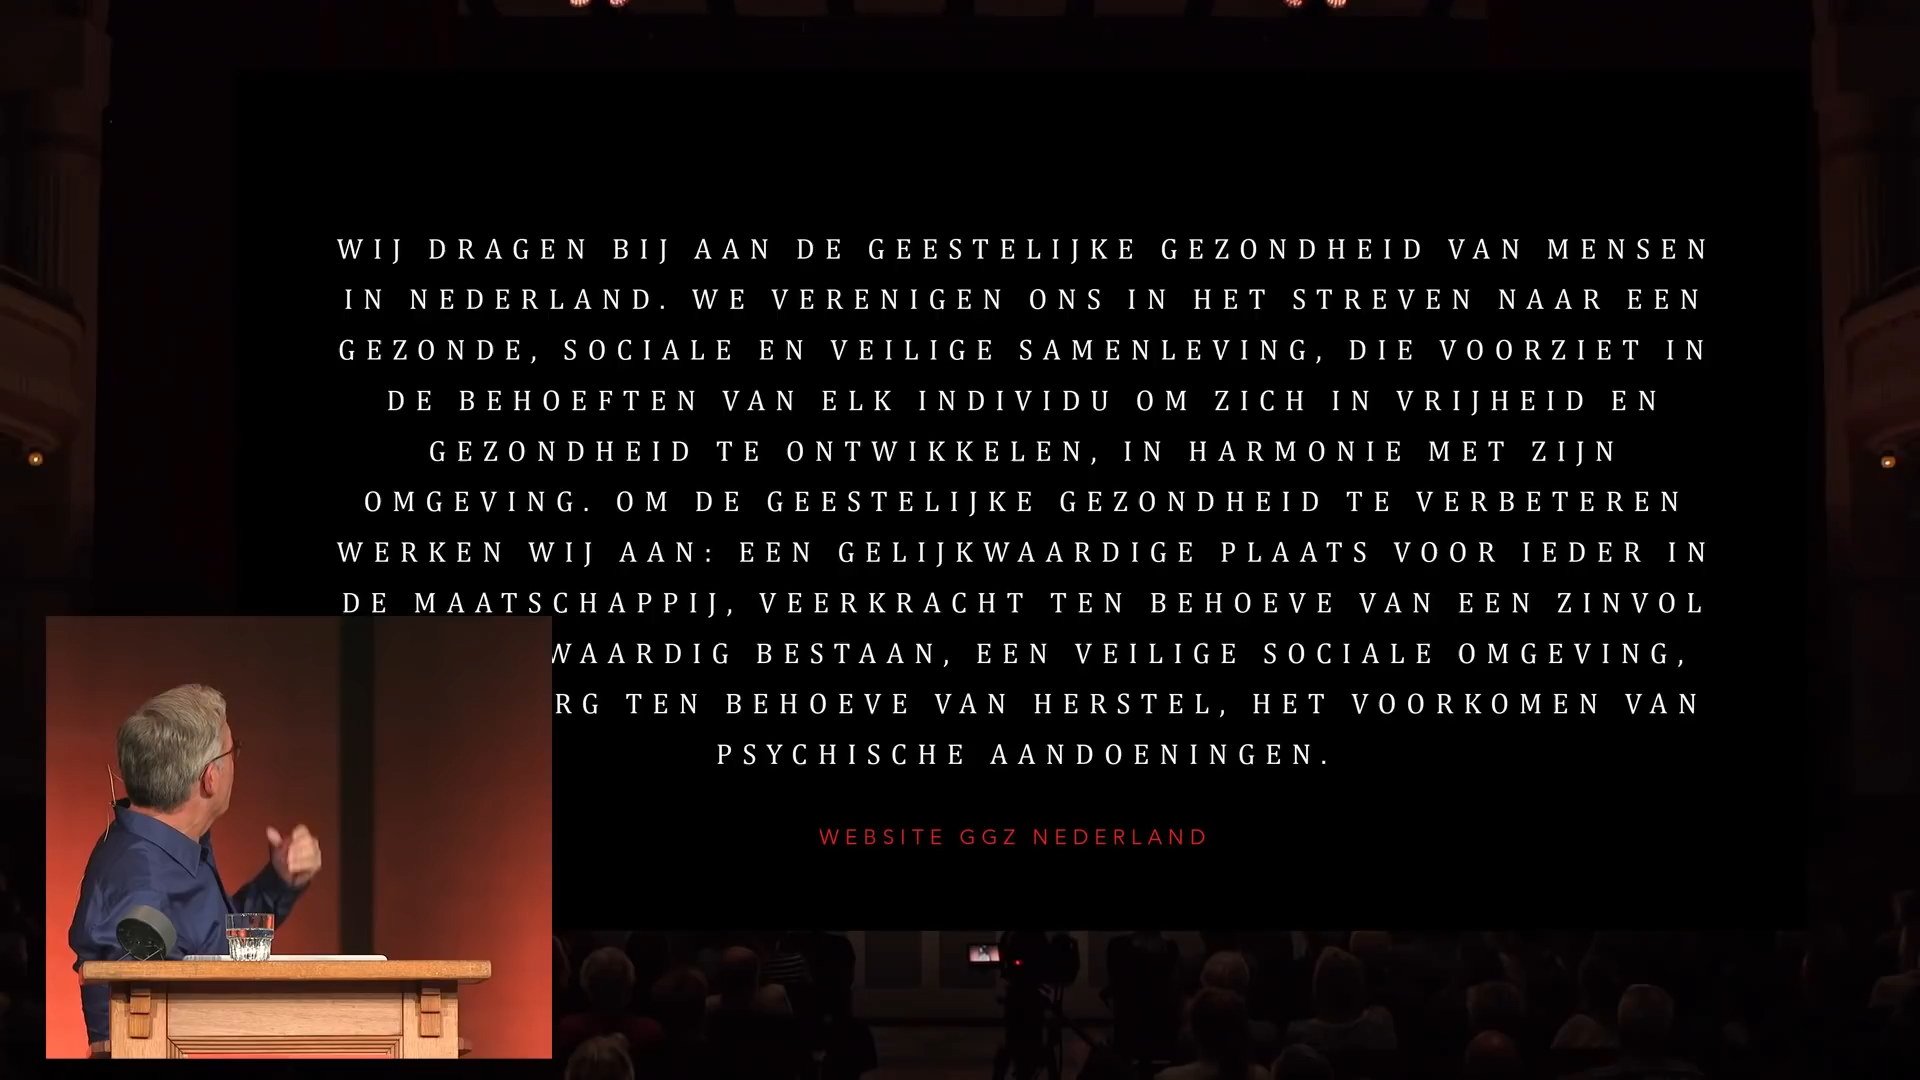 WIJ DRAGEN BIJ AAN DE GEESTELIJKE GEZONDHEID VAN MENSEN
IN NEDERLAND. WE VERENIGEN ONS IN HET STREVEN NAAR EEN
GEZONDE, SOCIALE EN VEILIGE SAMENLEVING, DIE VOORZIET IN
DE BEHOEFTEN VAN ELK INDIVIDU OM ZICH IN VRIJHEID EN
GEZONDHEID TE ONTWIKKELEN, IN HARMONIE MET ZIJN
OMGEVING. OM DE GEESTELIJKE GEZONDHEID TE VERBETEREN
WERKEN WIJ AAN: EEN GELIJKWAARDIGE PLAATS VOOR IEDER IN
DE MAATSCHAPPIJ, VEERKRACHT TEN BEHOEVE VAN EEN ZINVOL
WAARDIG BESTAAN, EEN VEILIGE SOCIALE OMGEVING,
RG TEN BEHOEVE VAN HERSTEL, HET VOORKOMEN VAN
PSYCHISCHE AANDOENINGEN.
WEBSITE GGZ NEDERLAND